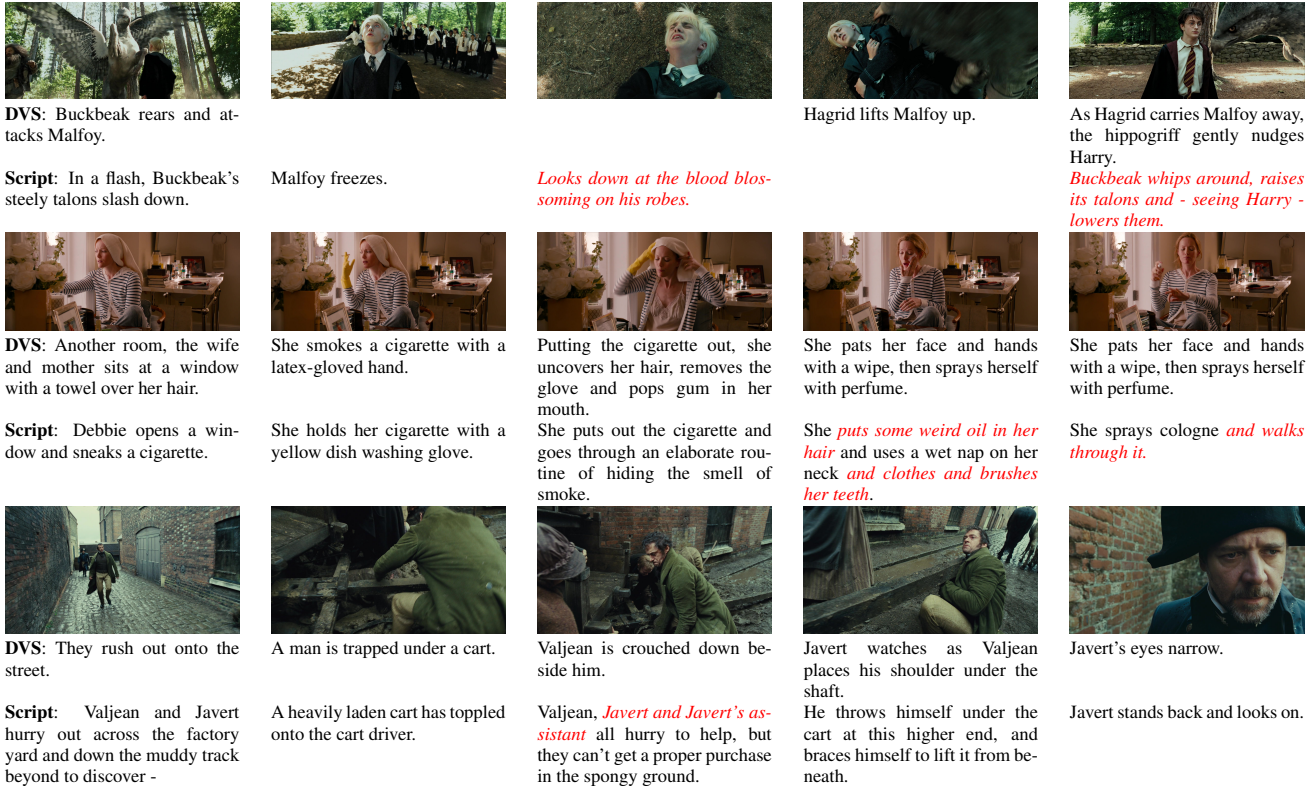 DVS: Buckbeak rears and at-
tacks Malfoy.
Hagrid lifts Malfoy up.
As Hagrid carries Malfoy away,
the hippogriff gently nudges
Harry.
Script: In a flash, Buckbeak's
steely talons slash down.
Malfoy freezes.
Looks down at the blood blos-
soming on his robes.
Buckbeak whips around, raises
its talons and - seeing Harry -
lowers them.
DVS: Another room, the wife
and mother sits at a window
with a towel over her hair.
She smokes a cigarette with a
latex-gloved hand.
Putting the cigarette out, she
uncovers her hair, removes the
glove and pops gum in her
mouth.
She pats her face and hands
with a wipe, then sprays herself
with perfume.
She pats her face and hands
with a wipe, then sprays herself
with perfume.
Script: Debbie opens a win-
dow and sneaks a cigarette.
She holds her cigarette with a
yellow dish washing glove.
She puts out the cigarette and
goes through an elaborate rou-
tine of hiding the smell of
smoke.
She puts some weird oil in her
hair and uses a wet nap on her
neck and clothes and brushes
her teeth.
She sprays cologne and walks
through it.
DVS: They rush out onto the
street.
A man is trapped under a cart.
Valjean is crouched down be-
side him.
Javert watches as Valjean
places his shoulder under the
shaft.
Javert's eyes narrow.
Script: Valjean and Javert
hurry out across the factory
yard and down the muddy track
beyond to discover -
A heavily laden cart has toppled
onto the cart driver.
Valjean, Javert and Javert's as-
sistant all hurry to help, but
they can't get a proper purchase
in the spongy ground.
He throws himself under the
cart at this higher end, and
braces himself to lift it from be-
neath.
Javert stands back and looks on.